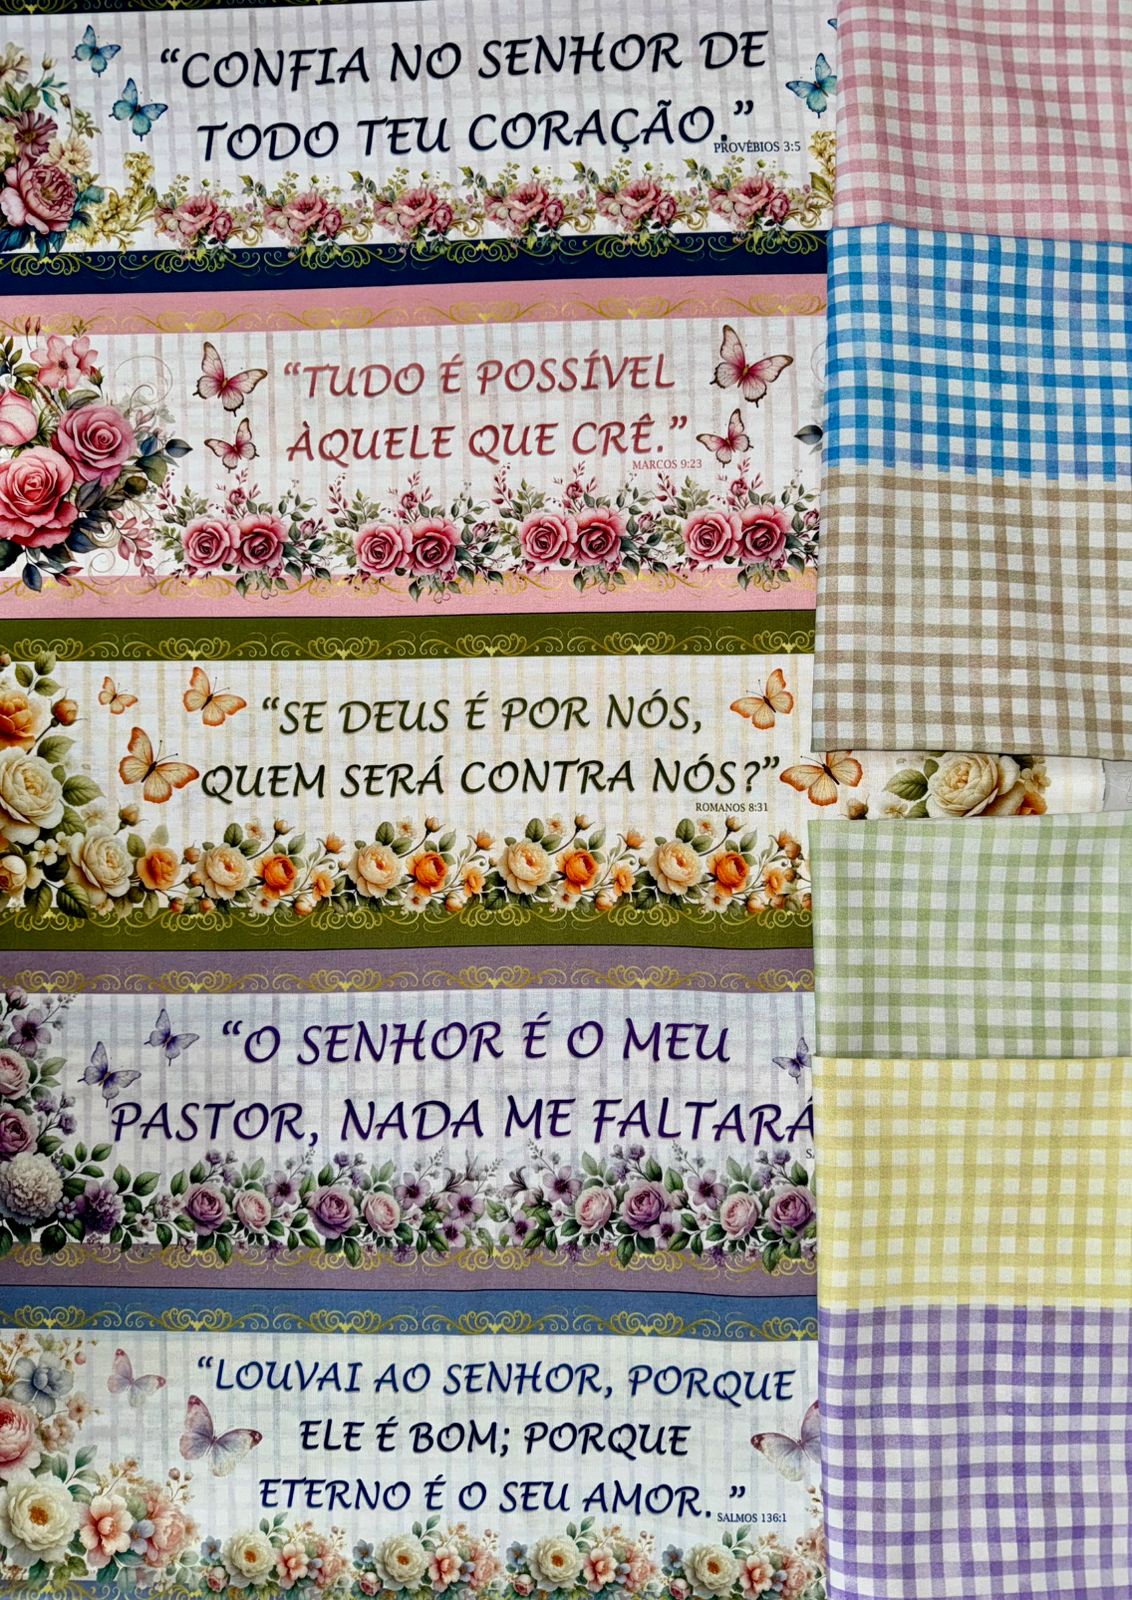 “CONFIA NO SENHOR DE
TODO TEU CORAÇÃO.”
PROVÉBIOS 3:5
“TUDO É POSSÍVEL
ÀQUELE QUE CRÊ.”
MARCOS 9:23
“SE DEUS É POR NÓS,
QUEM SERÁ CONTRA NÓS?”
ROMANOS 8:31
“O SENHOR É O MEU
PASTOR, NADA ME FALTARÁ
“LOUVAI AO SENHOR, PORQUE
ELE É BOM; PORQUE
ETERNO É O SEU AMOR.”
SALMOS 136:1